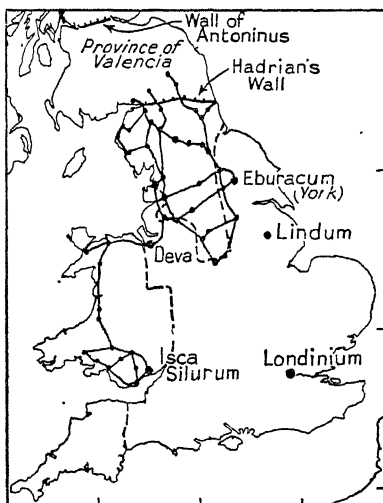 Wall of
Antoninus
Province of
Valencia
Hadrian's
Wall
Eburacum
(York)
Lindum
Deva
Isca
Silurum
Londinium